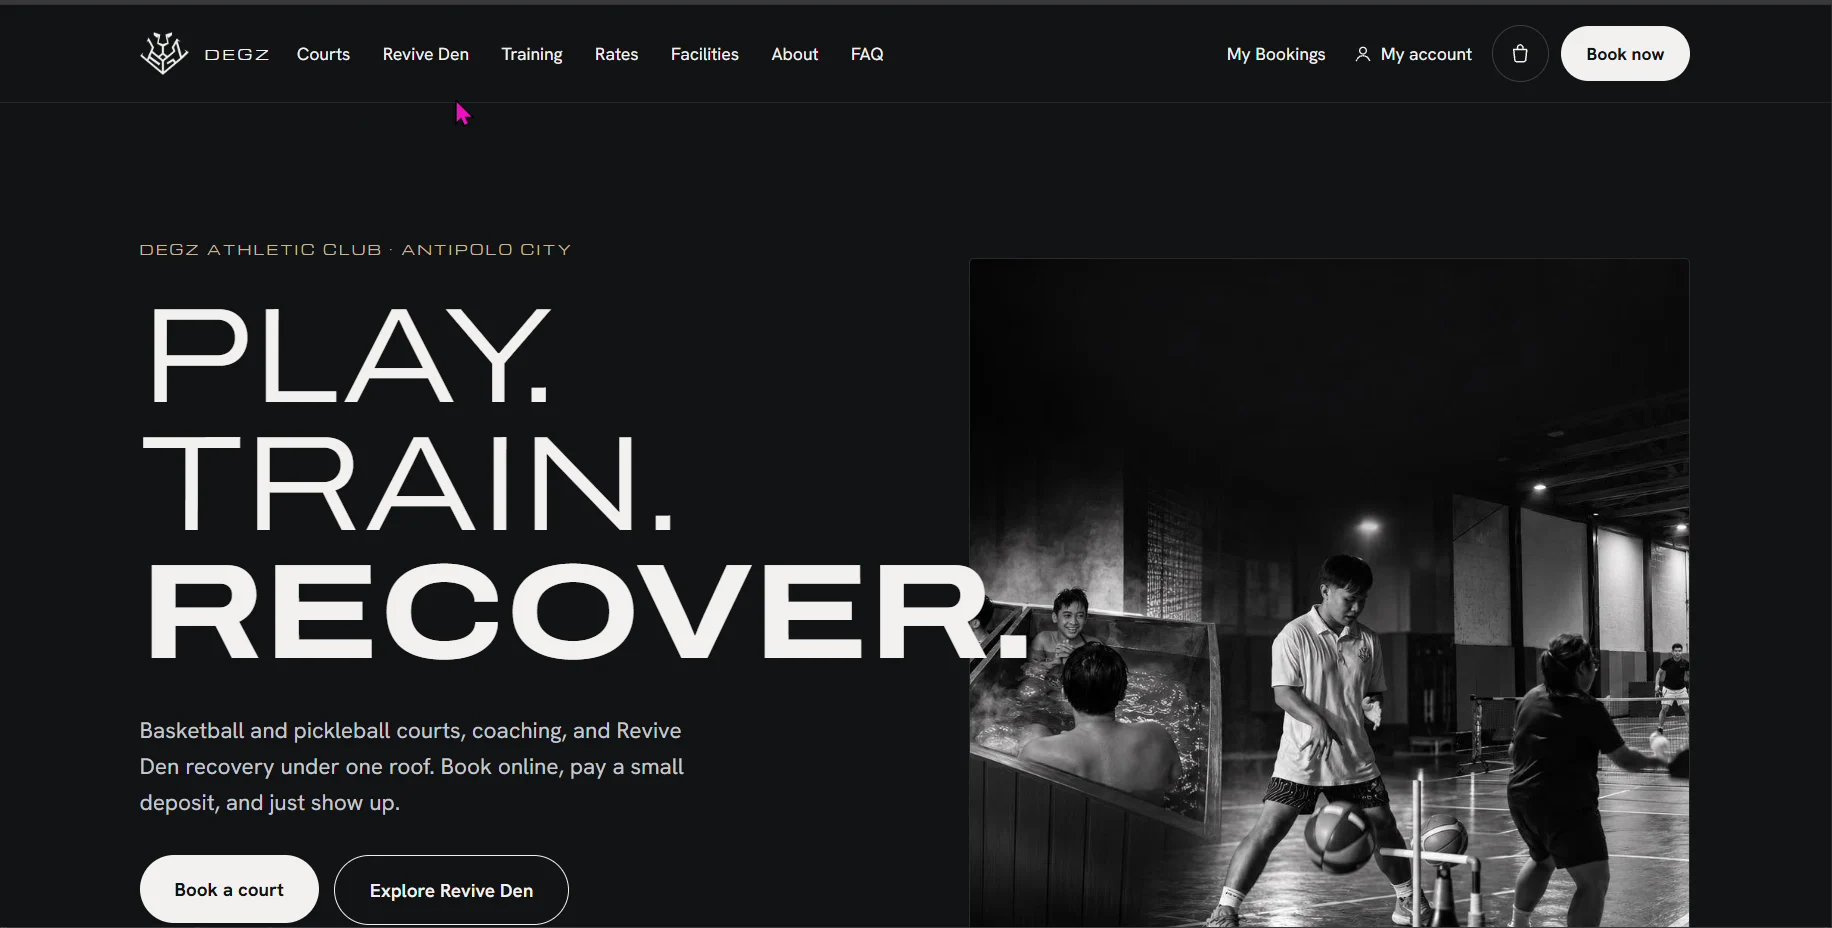 DEGZ Courts Revive Den Training Rates Facilities About FAQ My Bookings My account Book now
DEGZ ATHLETIC CLUB · ANTIPOLO CITY
PLAY.
TRAIN.
RECOVER.
Basketball and pickleball courts, coaching, and Revive
Den recovery under one roof. Book online, pay a small
deposit, and just show up.
Book a court Explore Revive Den